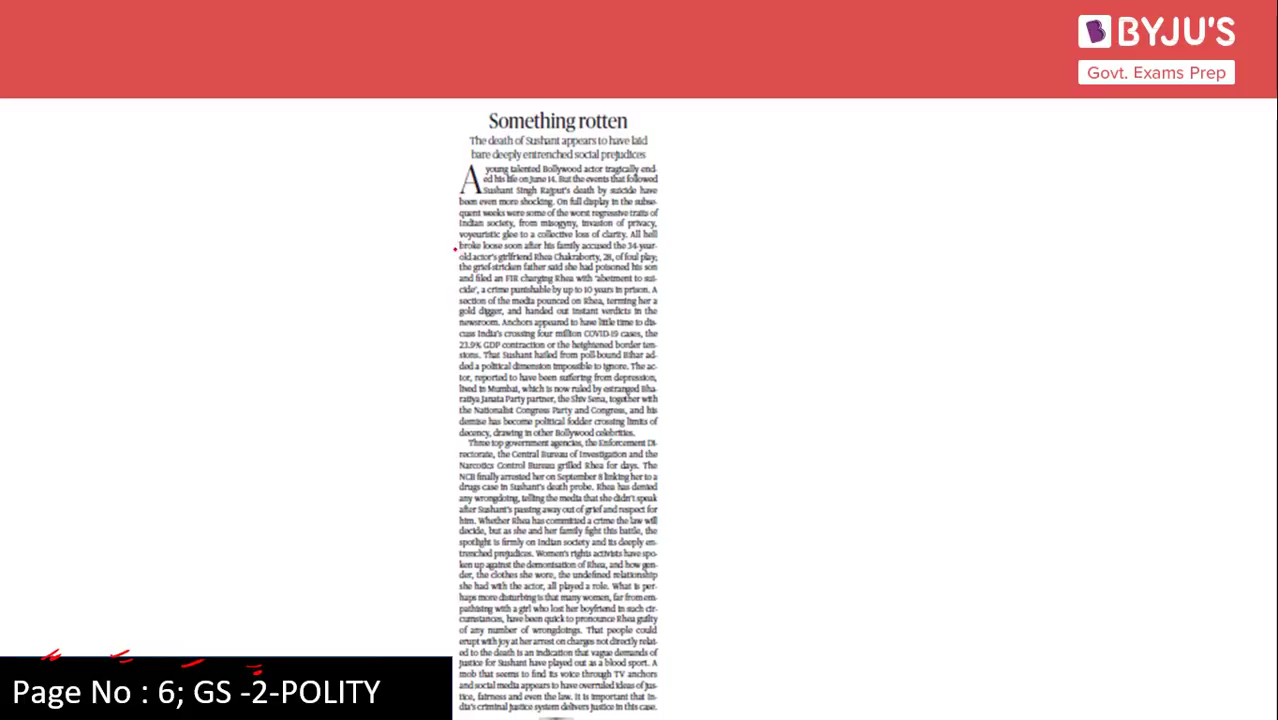 BYJU'S
Govt. Exams Prep
Something rotten
The death of Sushant appears to have laid
bare deeply entrenched social prejudices
A young talented Bollywood actor tragically end-
ed his life on June 14. But the events that followed
Sushant Singh Rajput's death by suicide have
been even more shocking. On full display in the subse-
quent weeks were some of the worst regressive traits of
Indian society, from misogyny, invasion of privacy,
voyeuristic glee to a collective loss of clarity. All hell
broke loose soon after his family accused the 34-year-
old actor's girlfriend Rhea Chakraborty, 28, of foul play;
the grief-stricken father said she had poisoned his son
and filed an FIR charging Rhea with 'abetment to sui-
cide', a crime punishable by up to 10 years in prison. A
section of the media pounced on Rhea, terming her a
gold digger, and handed out instant verdicts in the
newsroom. Anchors appeared to have little time to dis-
cuss India's crossing four million COVID-19 cases, the
23.9% GDP contraction or the heightened border ten-
sions. That Sushant hailed from poll-bound Bihar ad-
ded a political dimension impossible to ignore. The ac-
tor, reported to have been suffering from depression,
lived in Mumbai, which is now ruled by estranged Bha-
ratiya Janata Party partner, the Shiv Sena, together with
the Nationalist Congress Party and Congress, and his
demise has become political fodder crossing limits of
decency, drawing in other Bollywood celebrities.
Three top government agencies, the Enforcement Di-
rectorate, the Central Bureau of Investigation and the
Narcotics Control Bureau grilled Rhea for days. The
NCB finally arrested her on September 8 linking her to a
drugs case in Sushant's death probe. Rhea has denied
any wrongdoing, telling the media that she didn't speak
after Sushant's passing away out of grief and respect for
him. Whether Rhea has committed a crime the law will
decide, but as she and her family fight this battle, the
spotlight is firmly on Indian society and its deeply en-
trenched prejudices. Women's rights activists have spo-
ken up against the demonisation of Rhea, and how gen-
der, the clothes she wore, the undefined relationship
she had with the actor, all played a role. What is per-
haps more disturbing is that many women, far from em-
pathising with a girl who lost her boyfriend in such cir-
cumstances, have been quick to pronounce Rhea guilty
of any number of wrongdoings. That people could
erupt with joy at her arrest on charges not directly relat-
ed to the death is an indication that vague demands of
justice for Sushant have played out as a blood sport. A
mob that seems to find its voice through TV anchors
and social media appears to have overruled ideas of jus-
tice, fairness and even the law. It is important that In-
dia's criminal justice system delivers justice in this case.
Page No : 6; GS -2-POLITY